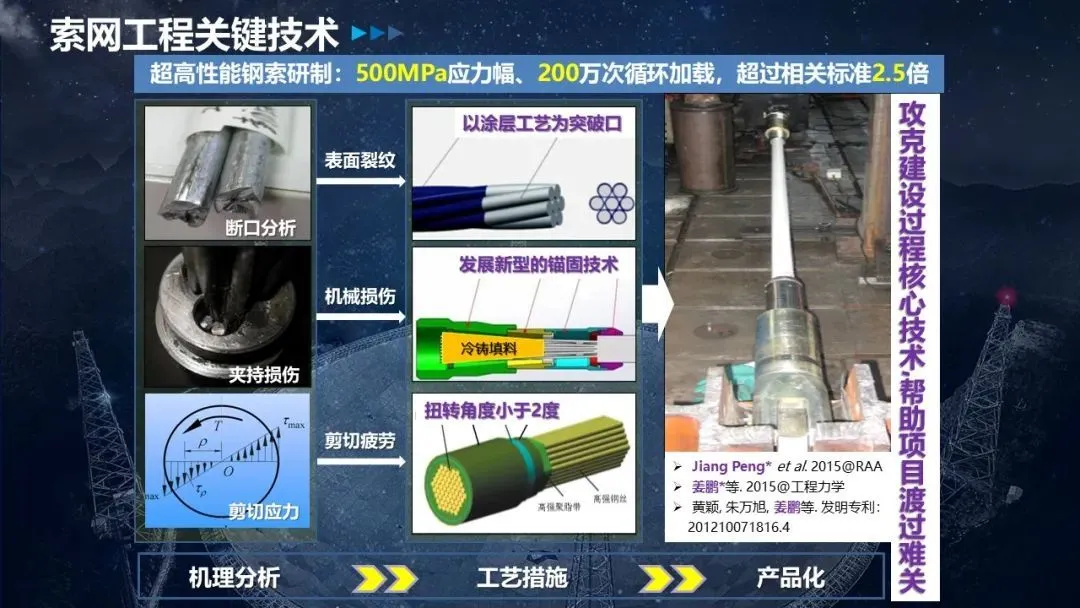 索网工程关键技术
超高性能钢索研制：500MPa应力幅、200万次循环加载，超过相关标准2.5倍
断口分析
表面裂纹
以涂层工艺为突破口
夹持损伤
机械损伤
发展新型的锚固技术
冷铸填料
T
τmax
ρ
O
τρ
max
剪切应力
剪切疲劳
扭转角度小于2度
高强聚脂带
高强钢丝
攻克建设过程核心技术,帮助项目渡过难关
Jiang Peng* et al. 2015@RAA
姜鹏*等. 2015@工程力学
黄颖, 朱万旭, 姜鹏等. 发明专利：
201210071816.4
机理分析
工艺措施
产品化